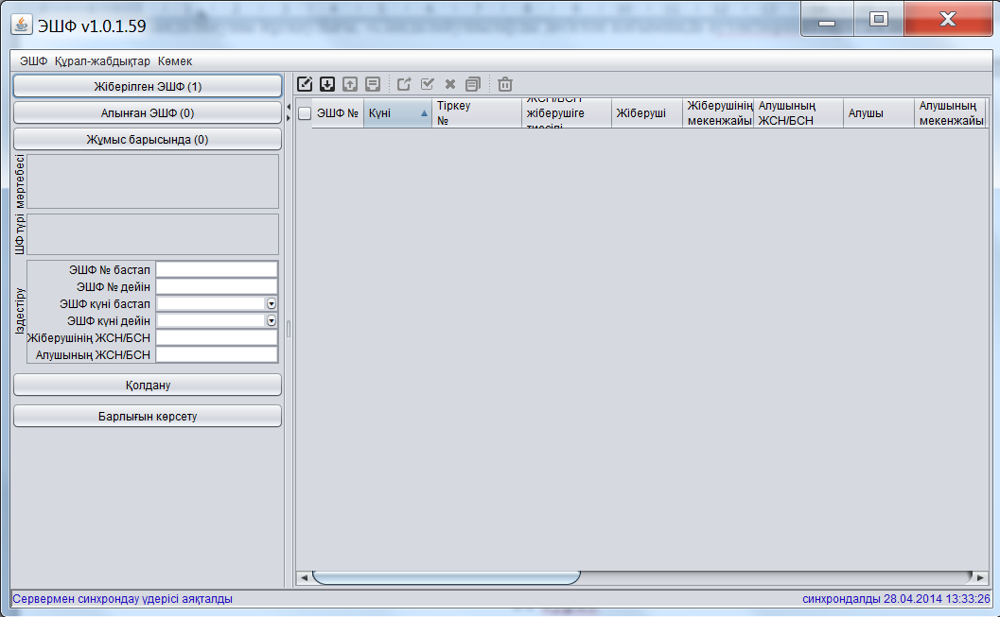 ЭШФ v1.0.1.59
ЭШФ Құрал-жабдықтар Көмек
Жіберілген ЭШФ (1)
Алынған ЭШФ (0)
Жұмыс барысында (0)
мәртебесі
ШФ түрі
Іздестіру
ЭШФ № бастап
ЭШФ № дейін
ЭШФ күні бастап
ЭШФ күні дейін
Жіберушінің ЖСН/БСН
Алушының ЖСН/БСН
Қолдану
Барлығын көрсету
ЭШФ №
Күні
Тіркеу
№
ЖСН/БСН
жіберушіге
тиесілі
Жіберуші
Жіберушінің
мекенжайы
Алушының
ЖСН/БСН
Алушы
Алушының
мекенжайы
Сервермен синхрондау үдерісі аяқталды
синхрондалды 28.04.2014 13:33:26